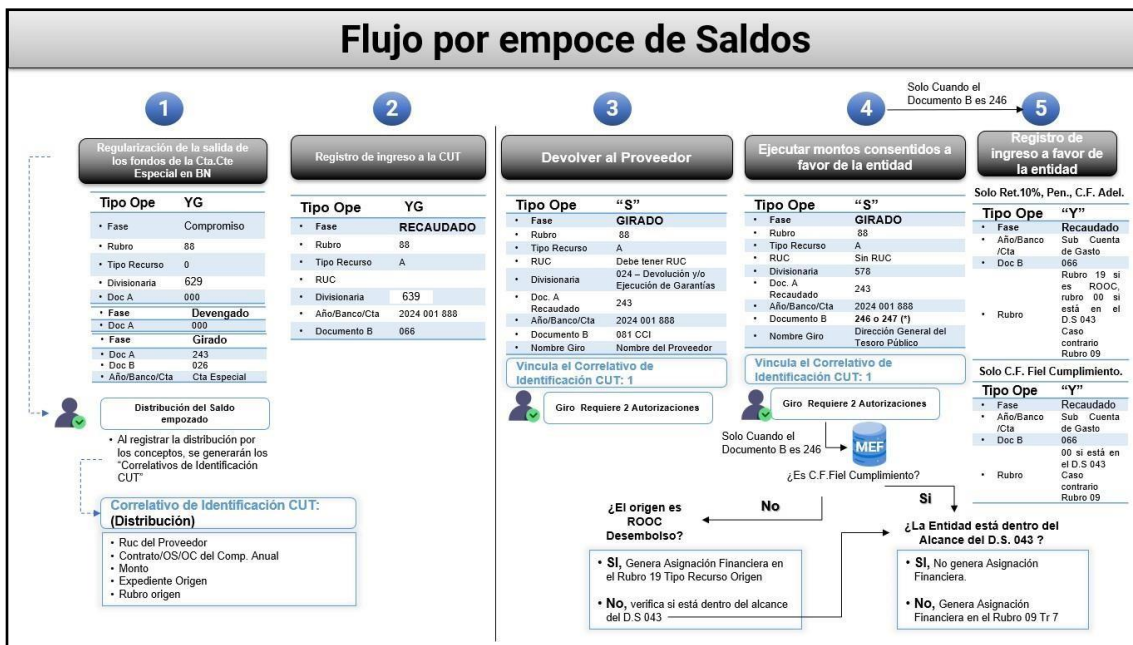 Flujo por empoce de Saldos
1
Regularización de la salida de
los fondos de la Cta.Cte
Especial en BN
Tipo Ope YG
• Fase Compromiso
• Rubro 88
• Tipo Recurso 0
• Divisionaria 629
• Doc A 000
• Fase Devengado
• Doc A 000
• Fase Girado
• Doc A 243
• Doc B 026
• Año/Banco/Cta Cta Especial
Distribución del Saldo
empozado
• Al registrar la distribución por
los conceptos, se generarán los
“Correlativos de Identificación
CUT”
Correlativo de Identificación CUT:
(Distribución)
• Ruc del Proveedor
• Contrato/OS/OC del Comp. Anual
• Monto
• Expediente Origen
• Rubro origen
2
Registro de ingreso a la CUT
Tipo Ope YG
• Fase RECAUDADO
• Rubro 88
• Tipo Recurso A
• RUC
• Divisionaria 639
• Año/Banco/Cta 2024 001 888
• Documento B 066
3
Devolver al Proveedor
Tipo Ope “S”
• Fase GIRADO
• Rubro 88
• Tipo Recurso A
• RUC Debe tener RUC
• Divisionaria 024 – Devolución y/o
Ejecución de Garantías
• Doc. A
Recaudado 243
• Año/Banco/Cta 2024 001 888
• Documento B 081 CCI
• Nombre Giro Nombre del Proveedor
Vincula el Correlativo de
Identificación CUT: 1
Giro Requiere 2 Autorizaciones
4
Solo Cuando el
Documento B es 246
Ejecutar montos consentidos a
favor de la entidad
Tipo Ope “S”
• Fase GIRADO
• Rubro 88
• Tipo Recurso A
• RUC Sin RUC
• Divisionaria 578
• Doc. A
Recaudado 243
• Año/Banco/Cta 2024 001 888
• Documento B 246 o 247 (*)
• Nombre Giro Dirección General del
Tesoro Público
Vincula el Correlativo de
Identificación CUT: 1
Giro Requiere 2 Autorizaciones
Solo Cuando el
Documento B es 246
MEF
¿Es C.F.Fiel Cumplimiento?
No
Si
¿El origen es
ROOC
Desembolso?
• SI, Genera Asignación Financiera en
el Rubro 19 Tipo Recurso Origen
• No, verifica si está dentro del alcance
del D.S 043
¿La Entidad está dentro del
Alcance del D.S. 043 ?
• SI, No genera Asignación
Financiera.
• No, Genera Asignación
Financiera en el Rubro 09 Tr 7
5
Registro de
ingreso a favor de
la entidad
Solo Ret.10%, Pen., C.F. Adel.
Tipo Ope “Y”
• Fase Recaudado
• Año/Banco Sub Cuenta
/Cta de Gasto
• Doc B 066
• Rubro Rubro 19 si
es ROOC,
rubro 00 si
está en el
D.S 043
Caso
contrario
Rubro 09
Solo C.F. Fiel Cumplimiento.
Tipo Ope “Y”
• Fase Recaudado
• Año/Banco Sub Cuenta
/Cta de Gasto
• Doc B 066
• Rubro 00 si está en
el D.S 043
Caso
contrario
Rubro 09